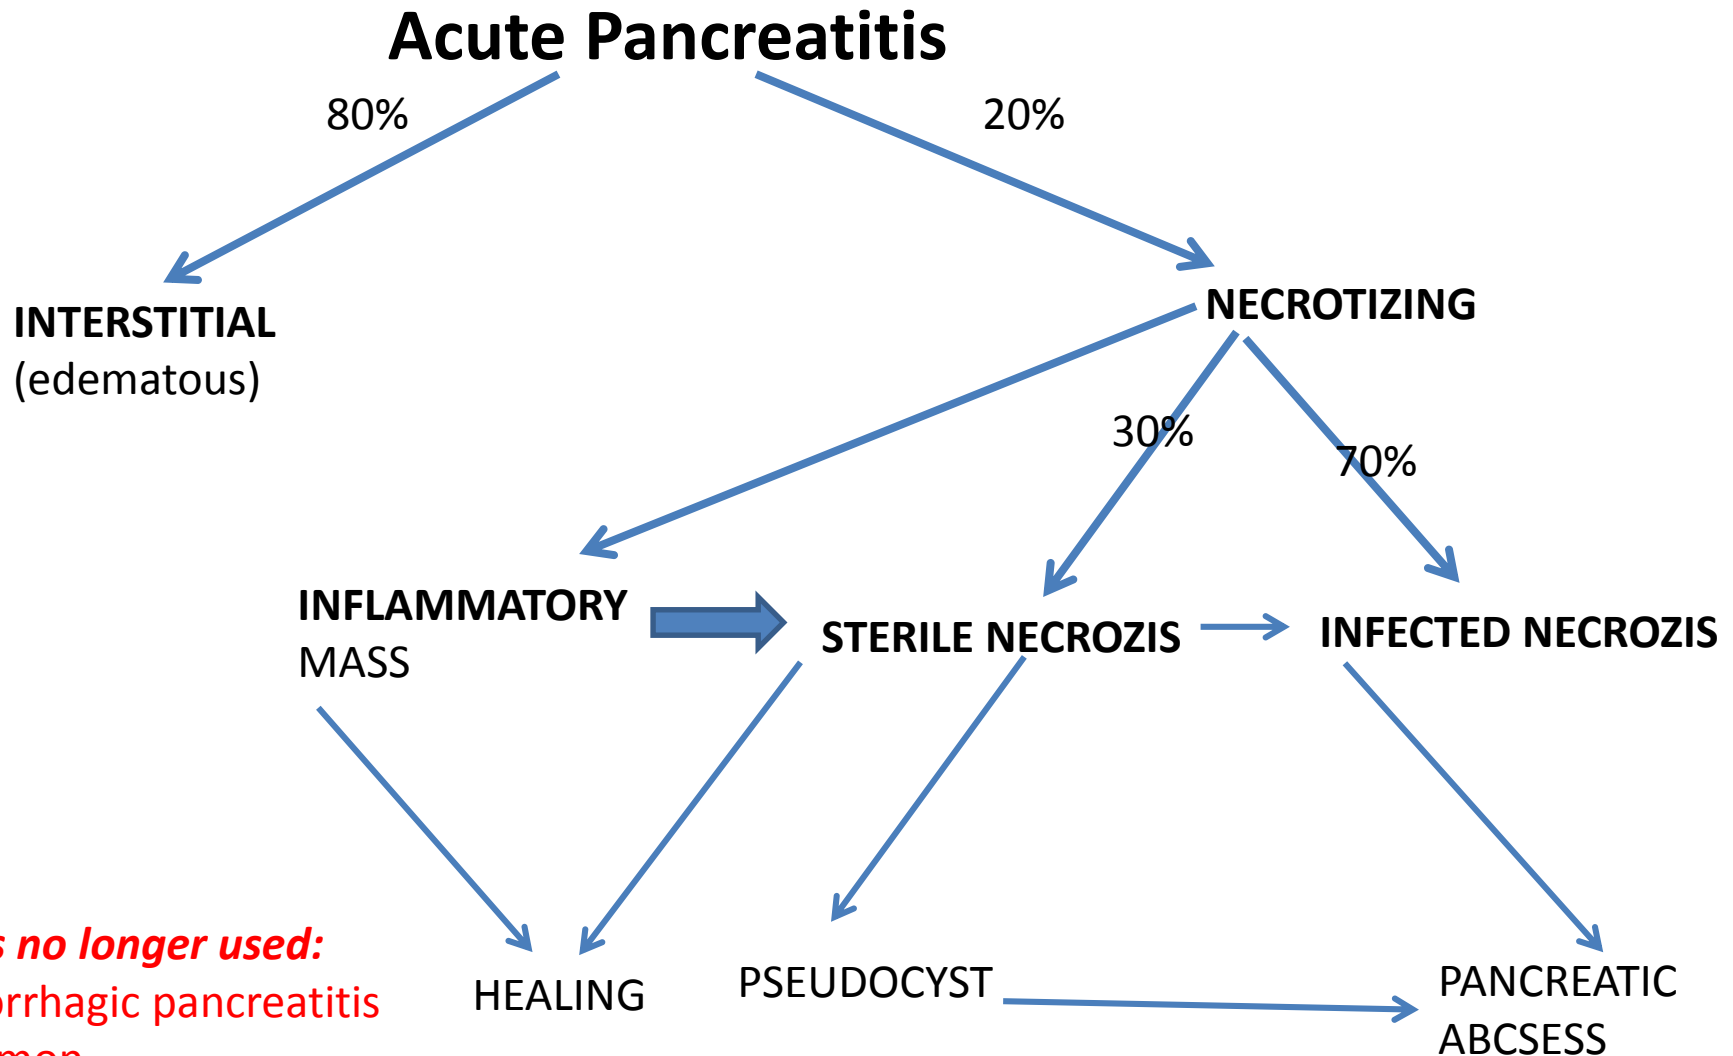 Acute Pancreatitis
80%
20%
INTERSTITIAL
(edematous)
NECROTIZING
30%
70%
INFLAMMATORY
MASS
STERILE NECROZIS
INFECTED NECROZIS
no longer used:
pancreatitis
HEALING
PSEUDOCYST
PANCREATIC
ABCSESS